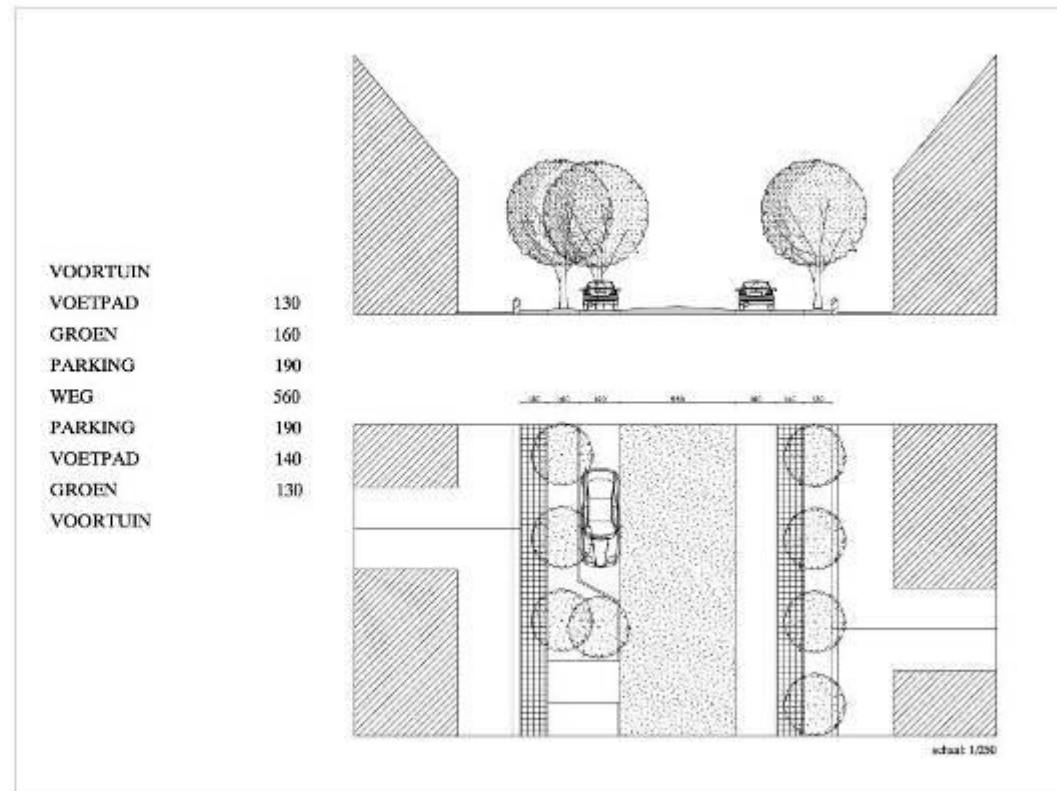 VOORTUIN
VOETPAD 130
GROEN 160
PARKING 190
WEG 560
PARKING 190
VOETPAD 140
GROEN 130
VOORTUIN
schaal: 1/250